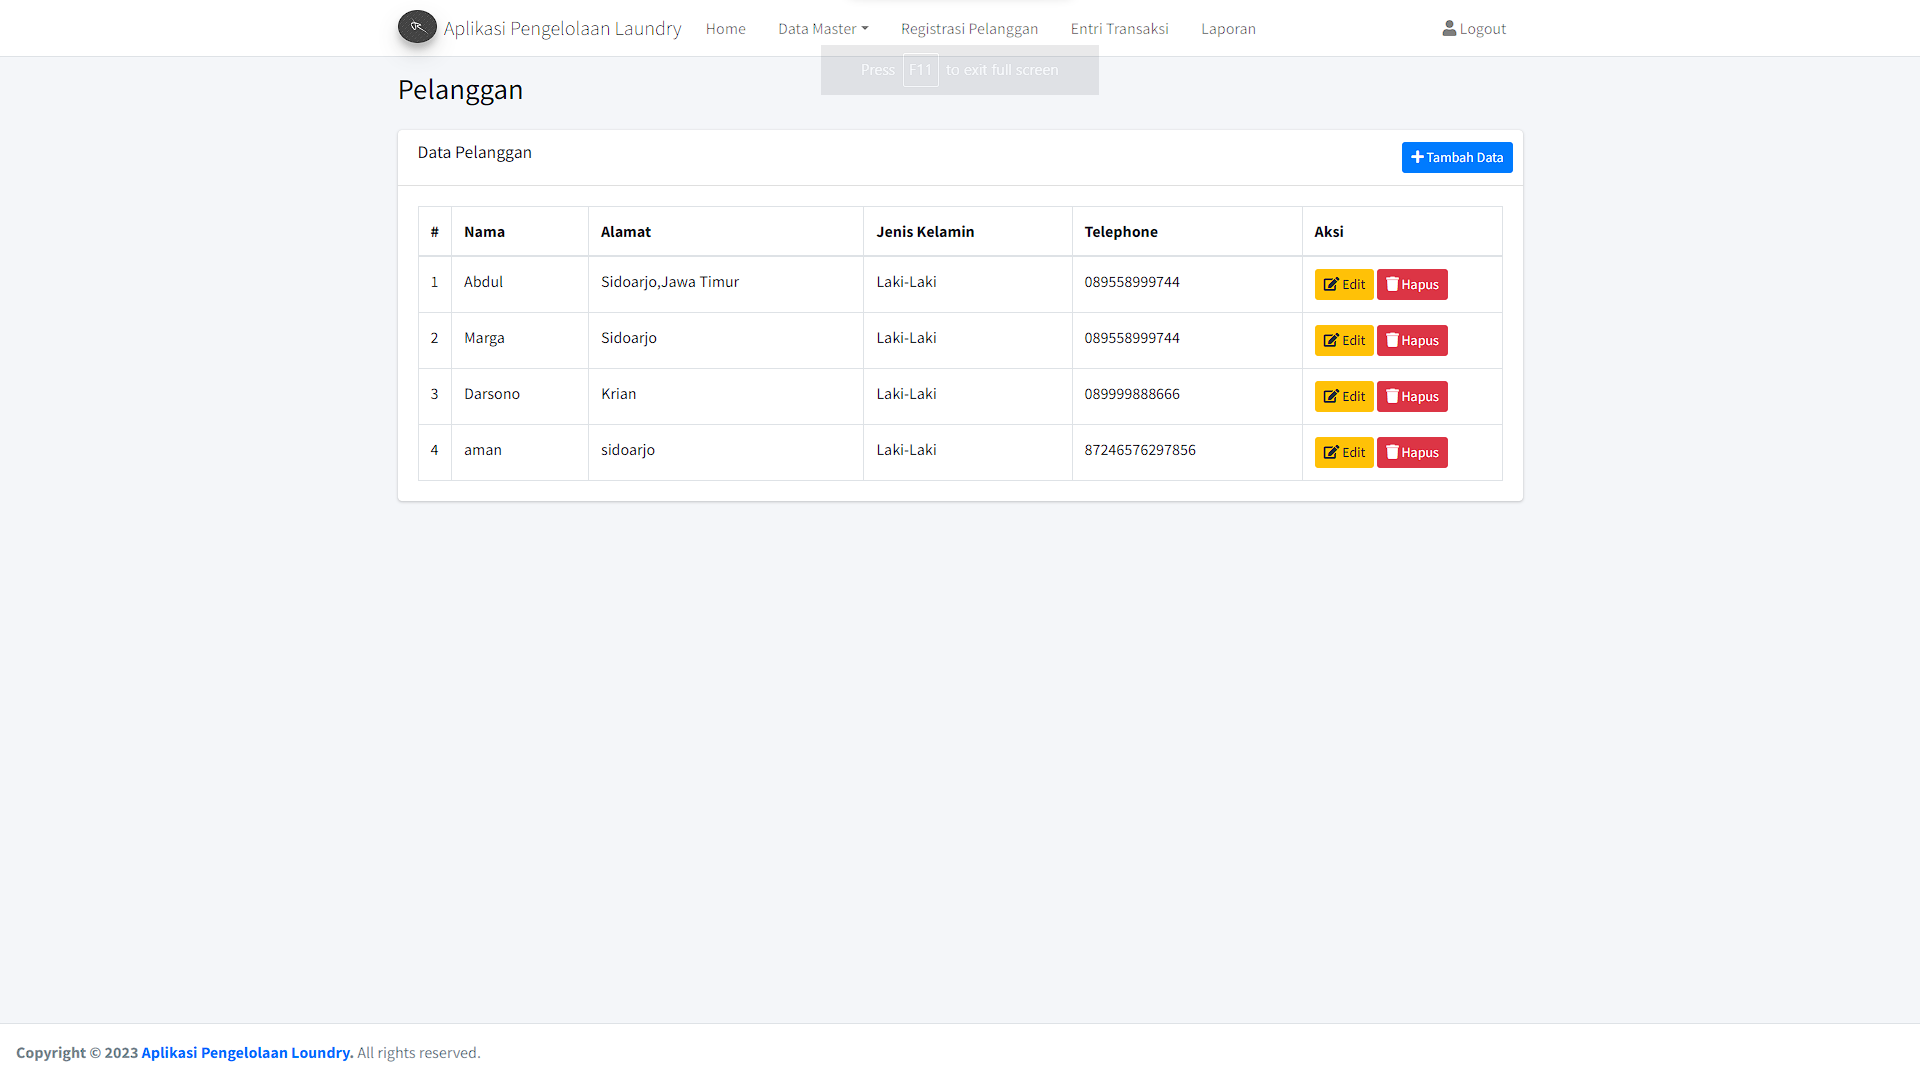 Aplikasi Pengelolaan Laundry Home Data Master Registrasi Pelanggan Entri Transaksi Laporan Logout
Press F11 to exit full screen
Pelanggan
Data Pelanggan Tambah Data
# Nama Alamat Jenis Kelamin Telephone Aksi
1 Abdul Sidoarjo,Jawa Timur Laki-Laki 089558999744 Edit Hapus
2 Marga Sidoarjo Laki-Laki 089558999744 Edit Hapus
3 Darsono Krian Laki-Laki 089999888666 Edit Hapus
4 aman sidoarjo Laki-Laki 87246576297856 Edit Hapus
Copyright © 2023 Aplikasi Pengelolaan Loundry. All rights reserved.